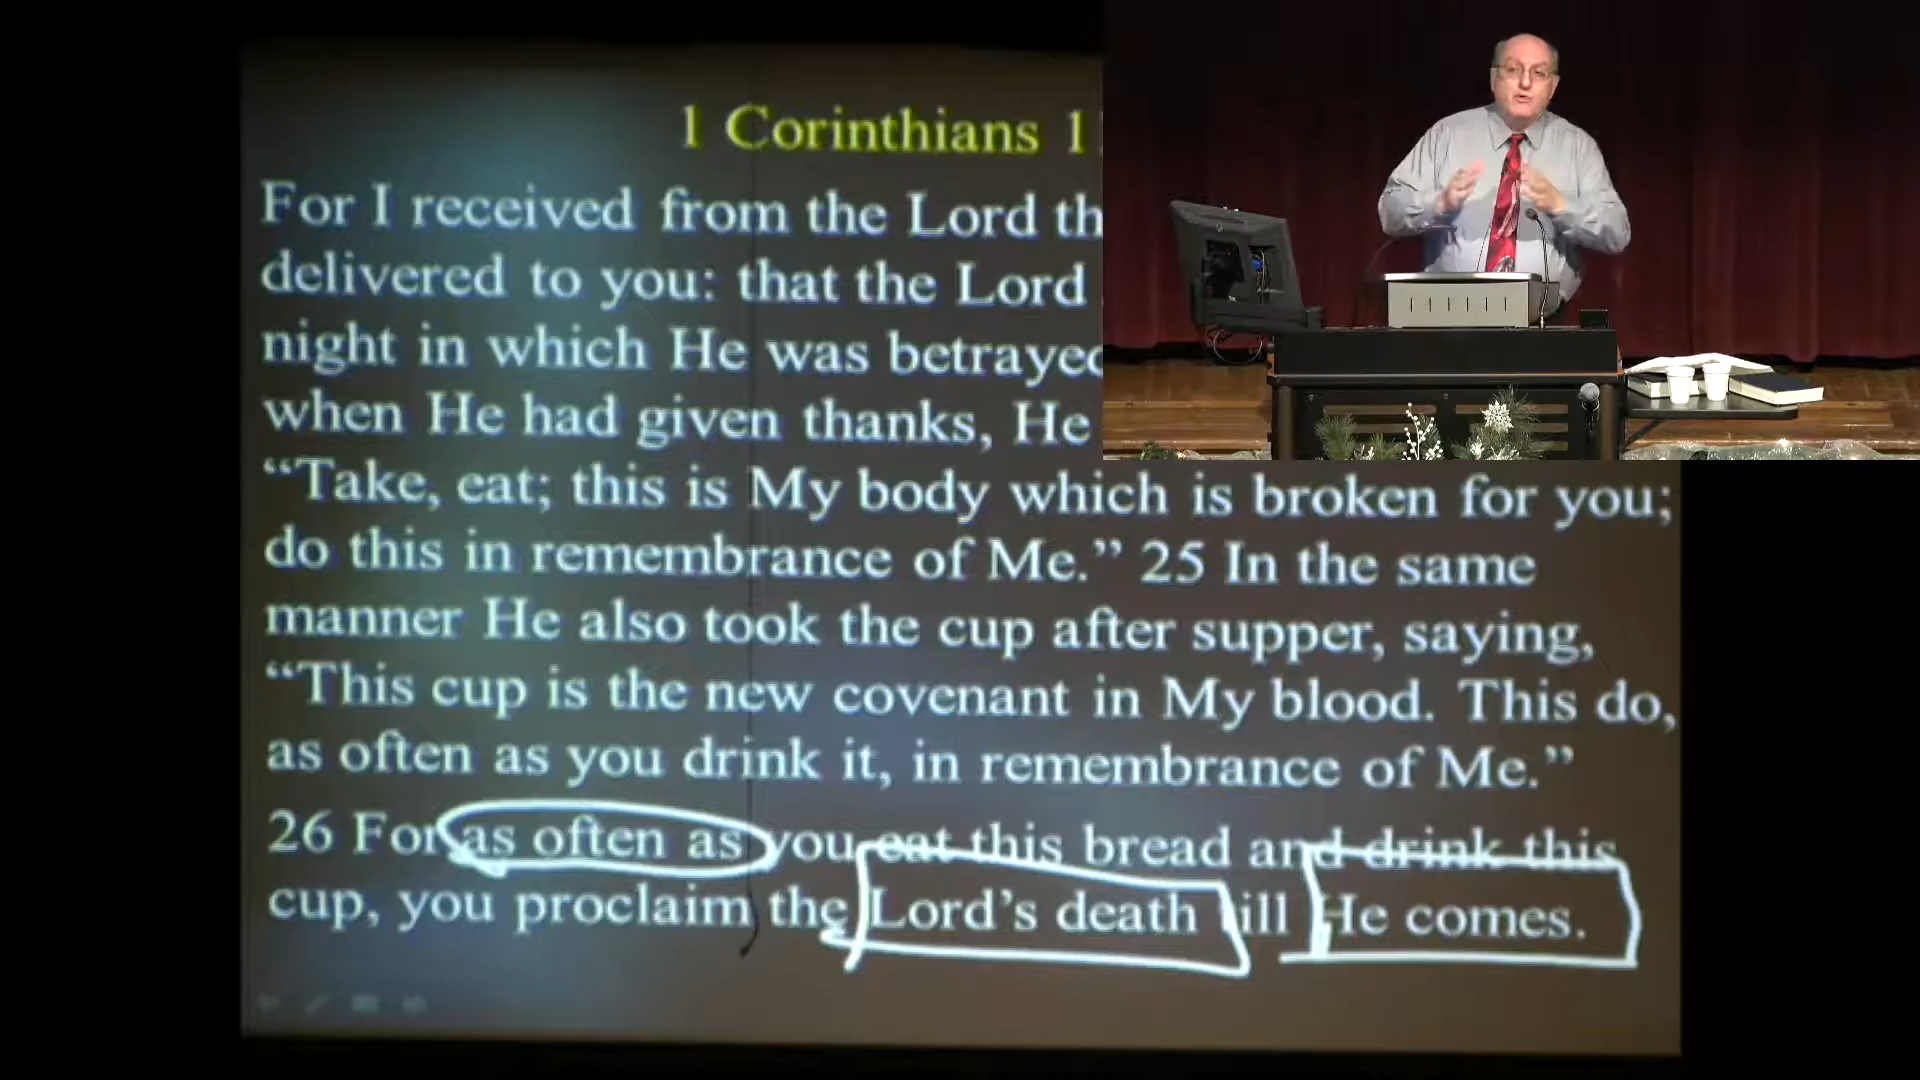 1 Corinthians 1
For I received from the Lord th
delivered to you: that the Lord
night in which He was betrayed
when He had given thanks, He
“Take, eat; this is My body which is broken for you;
do this in remembrance of Me.” 25 In the same
manner He also took the cup after supper, saying,
“This cup is the new covenant in My blood. This do,
as often as you drink it, in remembrance of Me.”
26 For as often as you eat this bread and drink this
cup, you proclaim the Lord’s death till He comes.